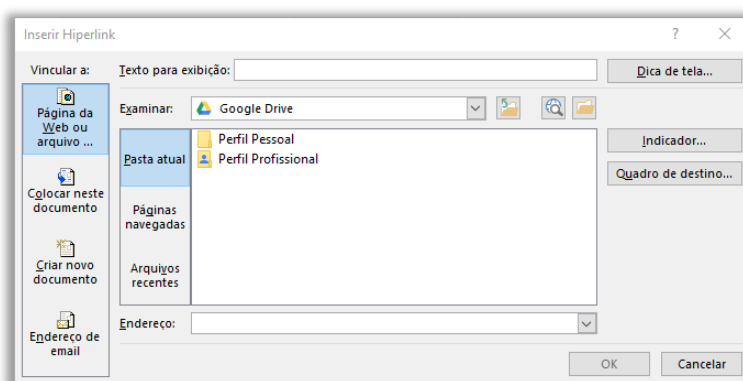 Inserir Hiperlink
?
Vincular a:
Texto para exibição:
Dica de tela...
Página da
Web ou
arquivo ...
Examinar:
Google Drive
Pasta atual
Perfil Pessoal
Perfil Profissional
Indicador...
Quadro de destino...
Colocar neste
documento
Páginas
navegadas
Criar novo
documento
Arquivos
recentes
Endereço de
email
Endereço:
OK
Cancelar